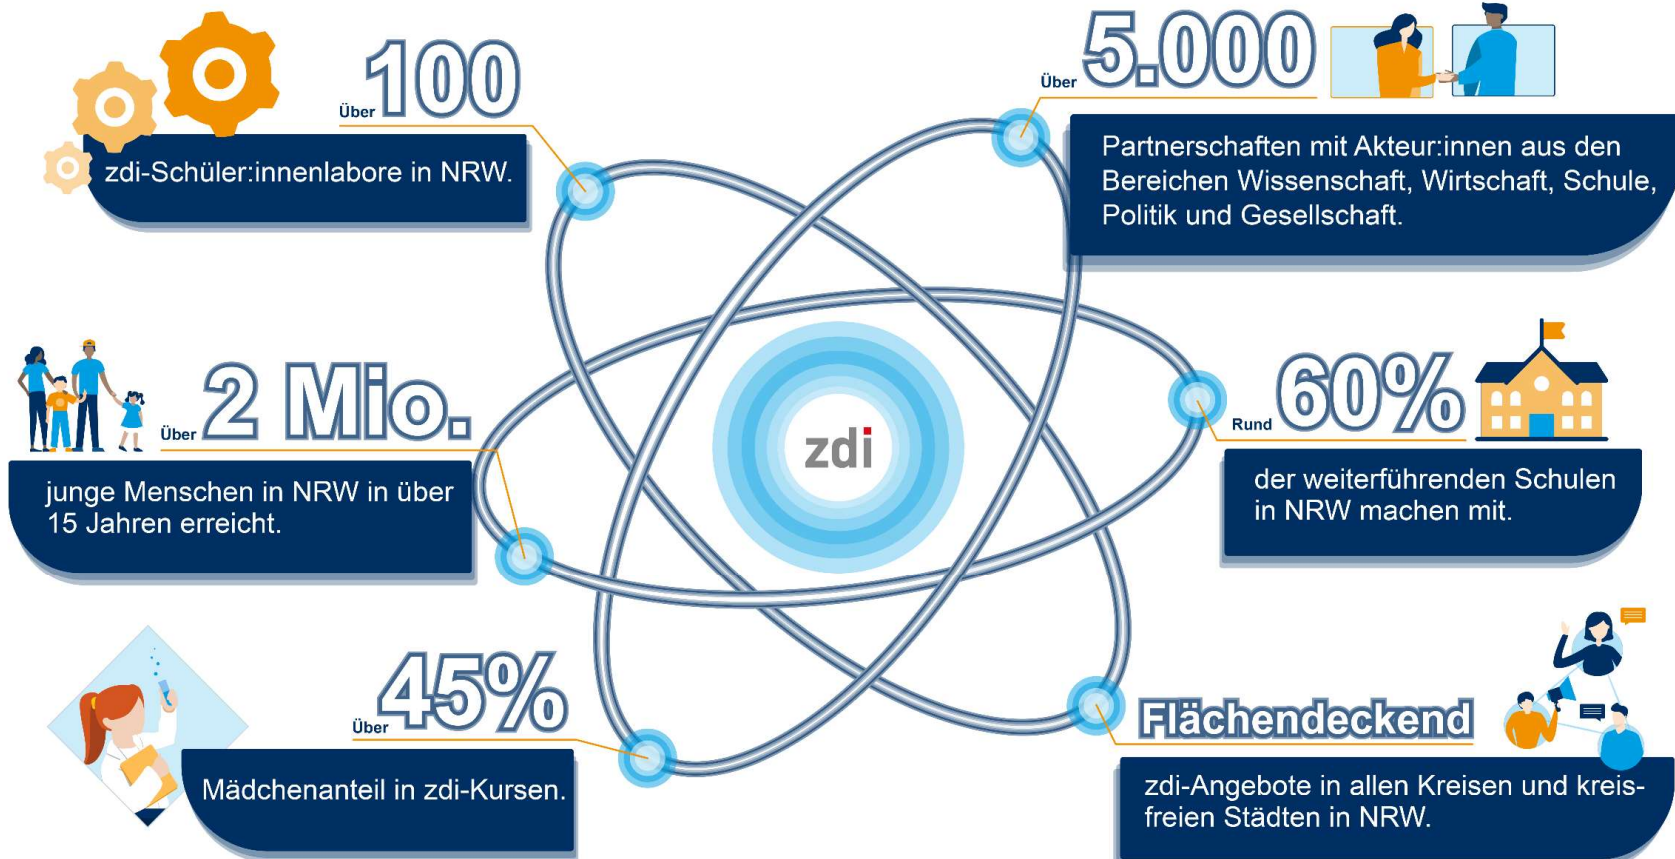 Über 100
zdi-Schüler:innenlabore in NRW.
Über 5.000
Partnerschaften mit Akteur:innen aus den
Bereichen Wissenschaft, Wirtschaft, Schule,
Politik und Gesellschaft.
Über 2 Mio.
junge Menschen in NRW in über
15 Jahren erreicht.
zdi
Rund 60%
der weiterführenden Schulen
in NRW machen mit.
Über 45%
Mädchenanteil in zdi-Kursen.
Flächendeckend
zdi-Angebote in allen Kreisen und kreis-
freien Städten in NRW.